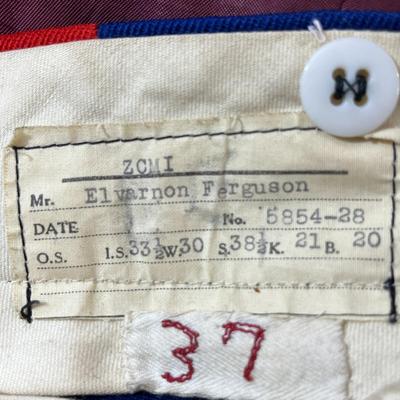 ZCMI
Mr. Elvarnon Ferguson
DATE No. 5854-28
O.S. I.S. 33½ W. 30 S. 38½ K. 21 B. 20
37